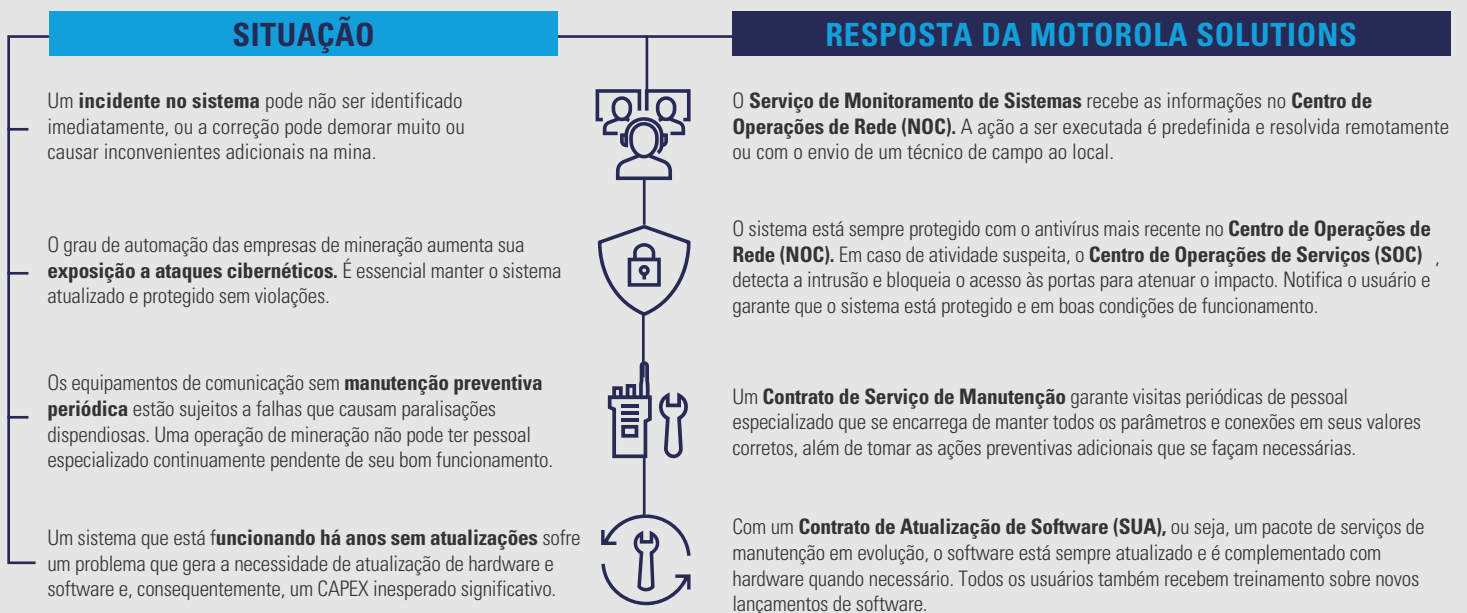 SITUAÇÃO
Um incidente no sistema pode não ser identificado
imediatamente, ou a correção pode demorar muito ou
causar inconvenientes adicionais na mina.
O grau de automação das empresas de mineração aumenta sua
exposição a ataques cibernéticos. É essencial manter o sistema
atualizado e protegido sem violações.
Os equipamentos de comunicação sem manutenção preventiva
periódica estão sujeitos a falhas que causam paralisações
dispendiosas. Uma operação de mineração não pode ter pessoal
especializado continuamente pendente de seu bom funcionamento.
Um sistema que está funcionando há anos sem atualizações sofre
um problema que gera a necessidade de atualização de hardware e
software e, consequentemente, um CAPEX inesperado significativo.
RESPOSTA DA MOTOROLA SOLUTIONS
O Serviço de Monitoramento de Sistemas recebe as informações no Centro de
Operações de Rede (NOC). A ação a ser executada é predefinida e resolvida remotamente
ou com o envio de um técnico de campo ao local.
O sistema está sempre protegido com o antivírus mais recente no Centro de Operações de
Rede (NOC). Em caso de atividade suspeita, o Centro de Operações de Serviços (SOC) ,
detecta a intrusão e bloqueia o acesso às portas para atenuar o impacto. Notifica o usuário e
garante que o sistema está protegido e em boas condições de funcionamento.
Um Contrato de Serviço de Manutenção garante visitas periódicas de pessoal
especializado que se encarrega de manter todos os parâmetros e conexões em seus valores
corretos, além de tomar as ações preventivas adicionais que se façam necessárias.
Com um Contrato de Atualização de Software (SUA), ou seja, um pacote de serviços de
manutenção em evolução, o software está sempre atualizado e é complementado com
hardware quando necessário. Todos os usuários também recebem treinamento sobre novos
lançamentos de software.